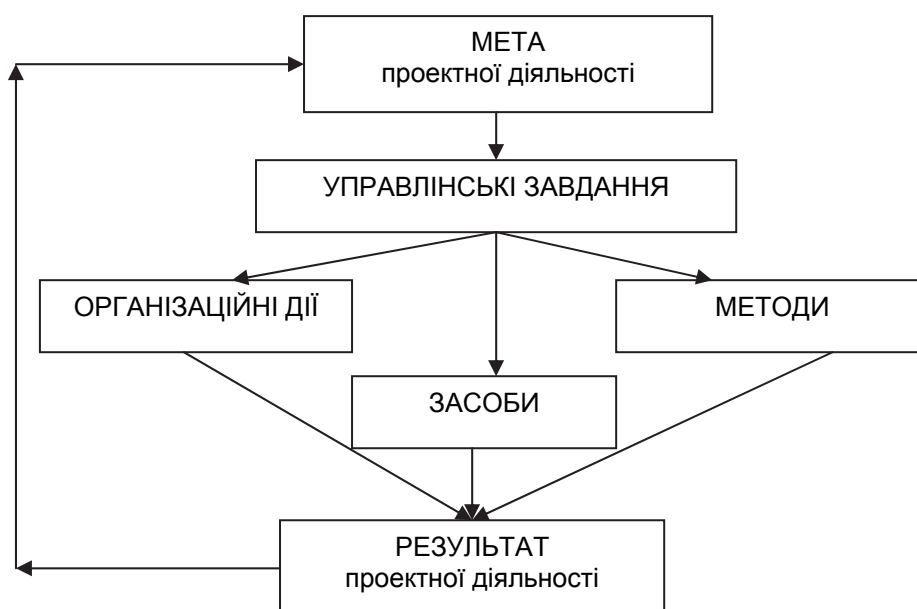 МЕТА
проектної діяльності
УПРАВЛІНСЬКІ ЗАВДАННЯ
ОРГАНІЗАЦІЙНІ ДІЇ
МЕТОДИ
ЗАСОБИ
РЕЗУЛЬТАТ
проектної діяльності